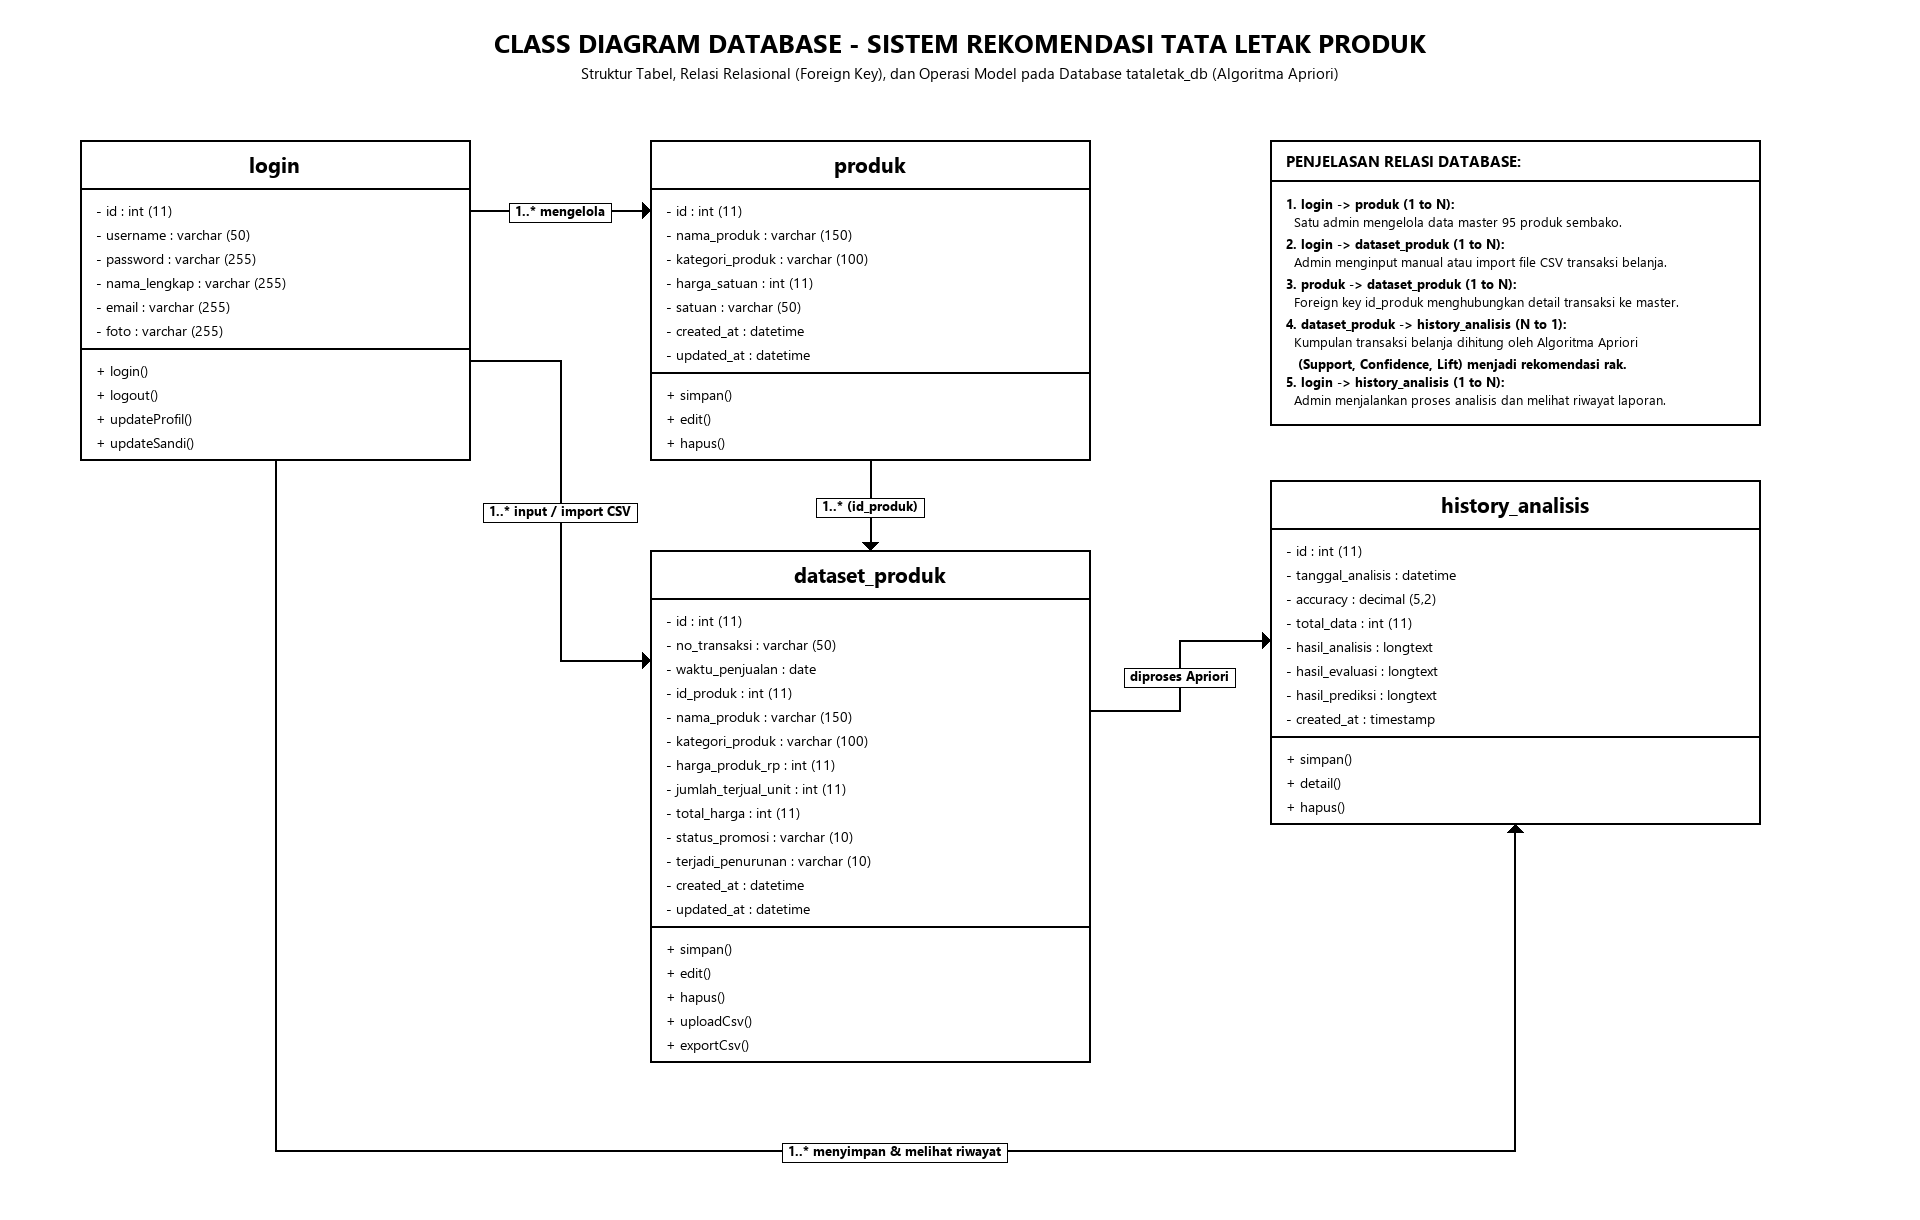 CLASS DIAGRAM DATABASE - SISTEM REKOMENDASI TATA LETAK PRODUK
Struktur Tabel, Relasi Relasional (Foreign Key), dan Operasi Model pada Database tataletak_db (Algoritma Apriori)
login
- id : int (11)
- username : varchar (50)
- password : varchar (255)
- nama_lengkap : varchar (255)
- email : varchar (255)
- foto : varchar (255)
+ login()
+ logout()
+ updateProfil()
+ updateSandi()
1..* mengelola
produk
- id : int (11)
- nama_produk : varchar (150)
- kategori_produk : varchar (100)
- harga_satuan : int (11)
- satuan : varchar (50)
- created_at : datetime
- updated_at : datetime
+ simpan()
+ edit()
+ hapus()
PENJELASAN RELASI DATABASE:
1. login -> produk (1 to N):
Satu admin mengelola data master 95 produk sembako.
2. login -> dataset_produk (1 to N):
Admin menginput manual atau import file CSV transaksi belanja.
3. produk -> dataset_produk (1 to N):
Foreign key id_produk menghubungkan detail transaksi ke master.
4. dataset_produk -> history_analisis (N to 1):
Kumpulan transaksi belanja dihitung oleh Algoritma Apriori
(Support, Confidence, Lift) menjadi rekomendasi rak.
5. login -> history_analisis (1 to N):
Admin menjalankan proses analisis dan melihat riwayat laporan.
1..* input / import CSV
1..* (id_produk)
dataset_produk
- id : int (11)
- no_transaksi : varchar (50)
- waktu_penjualan : date
- id_produk : int (11)
- nama_produk : varchar (150)
- kategori_produk : varchar (100)
- harga_produk_rp : int (11)
- jumlah_terjual_unit : int (11)
- total_harga : int (11)
- status_promosi : varchar (10)
- terjadi_penurunan : varchar (10)
- created_at : datetime
- updated_at : datetime
+ simpan()
+ edit()
+ hapus()
+ uploadCsv()
+ exportCsv()
diproses Apriori
history_analisis
- id : int (11)
- tanggal_analisis : datetime
- accuracy : decimal (5,2)
- total_data : int (11)
- hasil_analisis : longtext
- hasil_evaluasi : longtext
- hasil_prediksi : longtext
- created_at : timestamp
+ simpan()
+ detail()
+ hapus()
1..* menyimpan & melihat riwayat